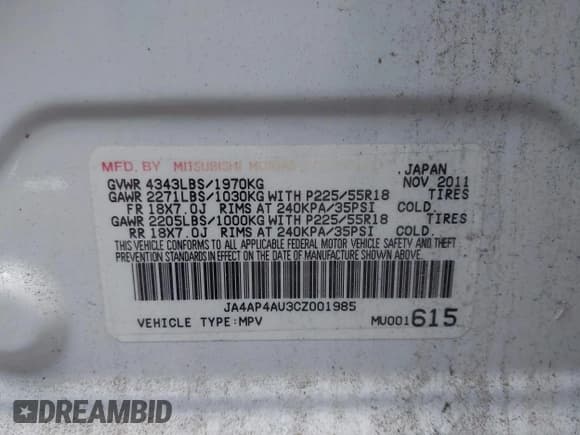 MFD. BY MITSUBISHI MOTORS JAPAN
GVWR 4343LBS/1970KG NOV 2011
GAWR 2271LBS/1030KG WITH P225/55R18 TIRES
FR 18X7.0J RIMS AT 240KPA/35PSI COLD.
GAWR 2205LBS/1000KG WITH P225/55R18 TIRES
RR 18X7.0J RIMS AT 240KPA/35PSI COLD.
THIS VEHICLE CONFORMS TO ALL APPLICABLE FEDERAL MOTOR VEHICLE SAFETY AND THEFT
PREVENTION STANDARDS IN EFFECT ON THE DATE OF MANUFACTURE SHOWN ABOVE.
JA4AP4AU3CZ001985
VEHICLE TYPE:MPV MU001615
DREAMBID